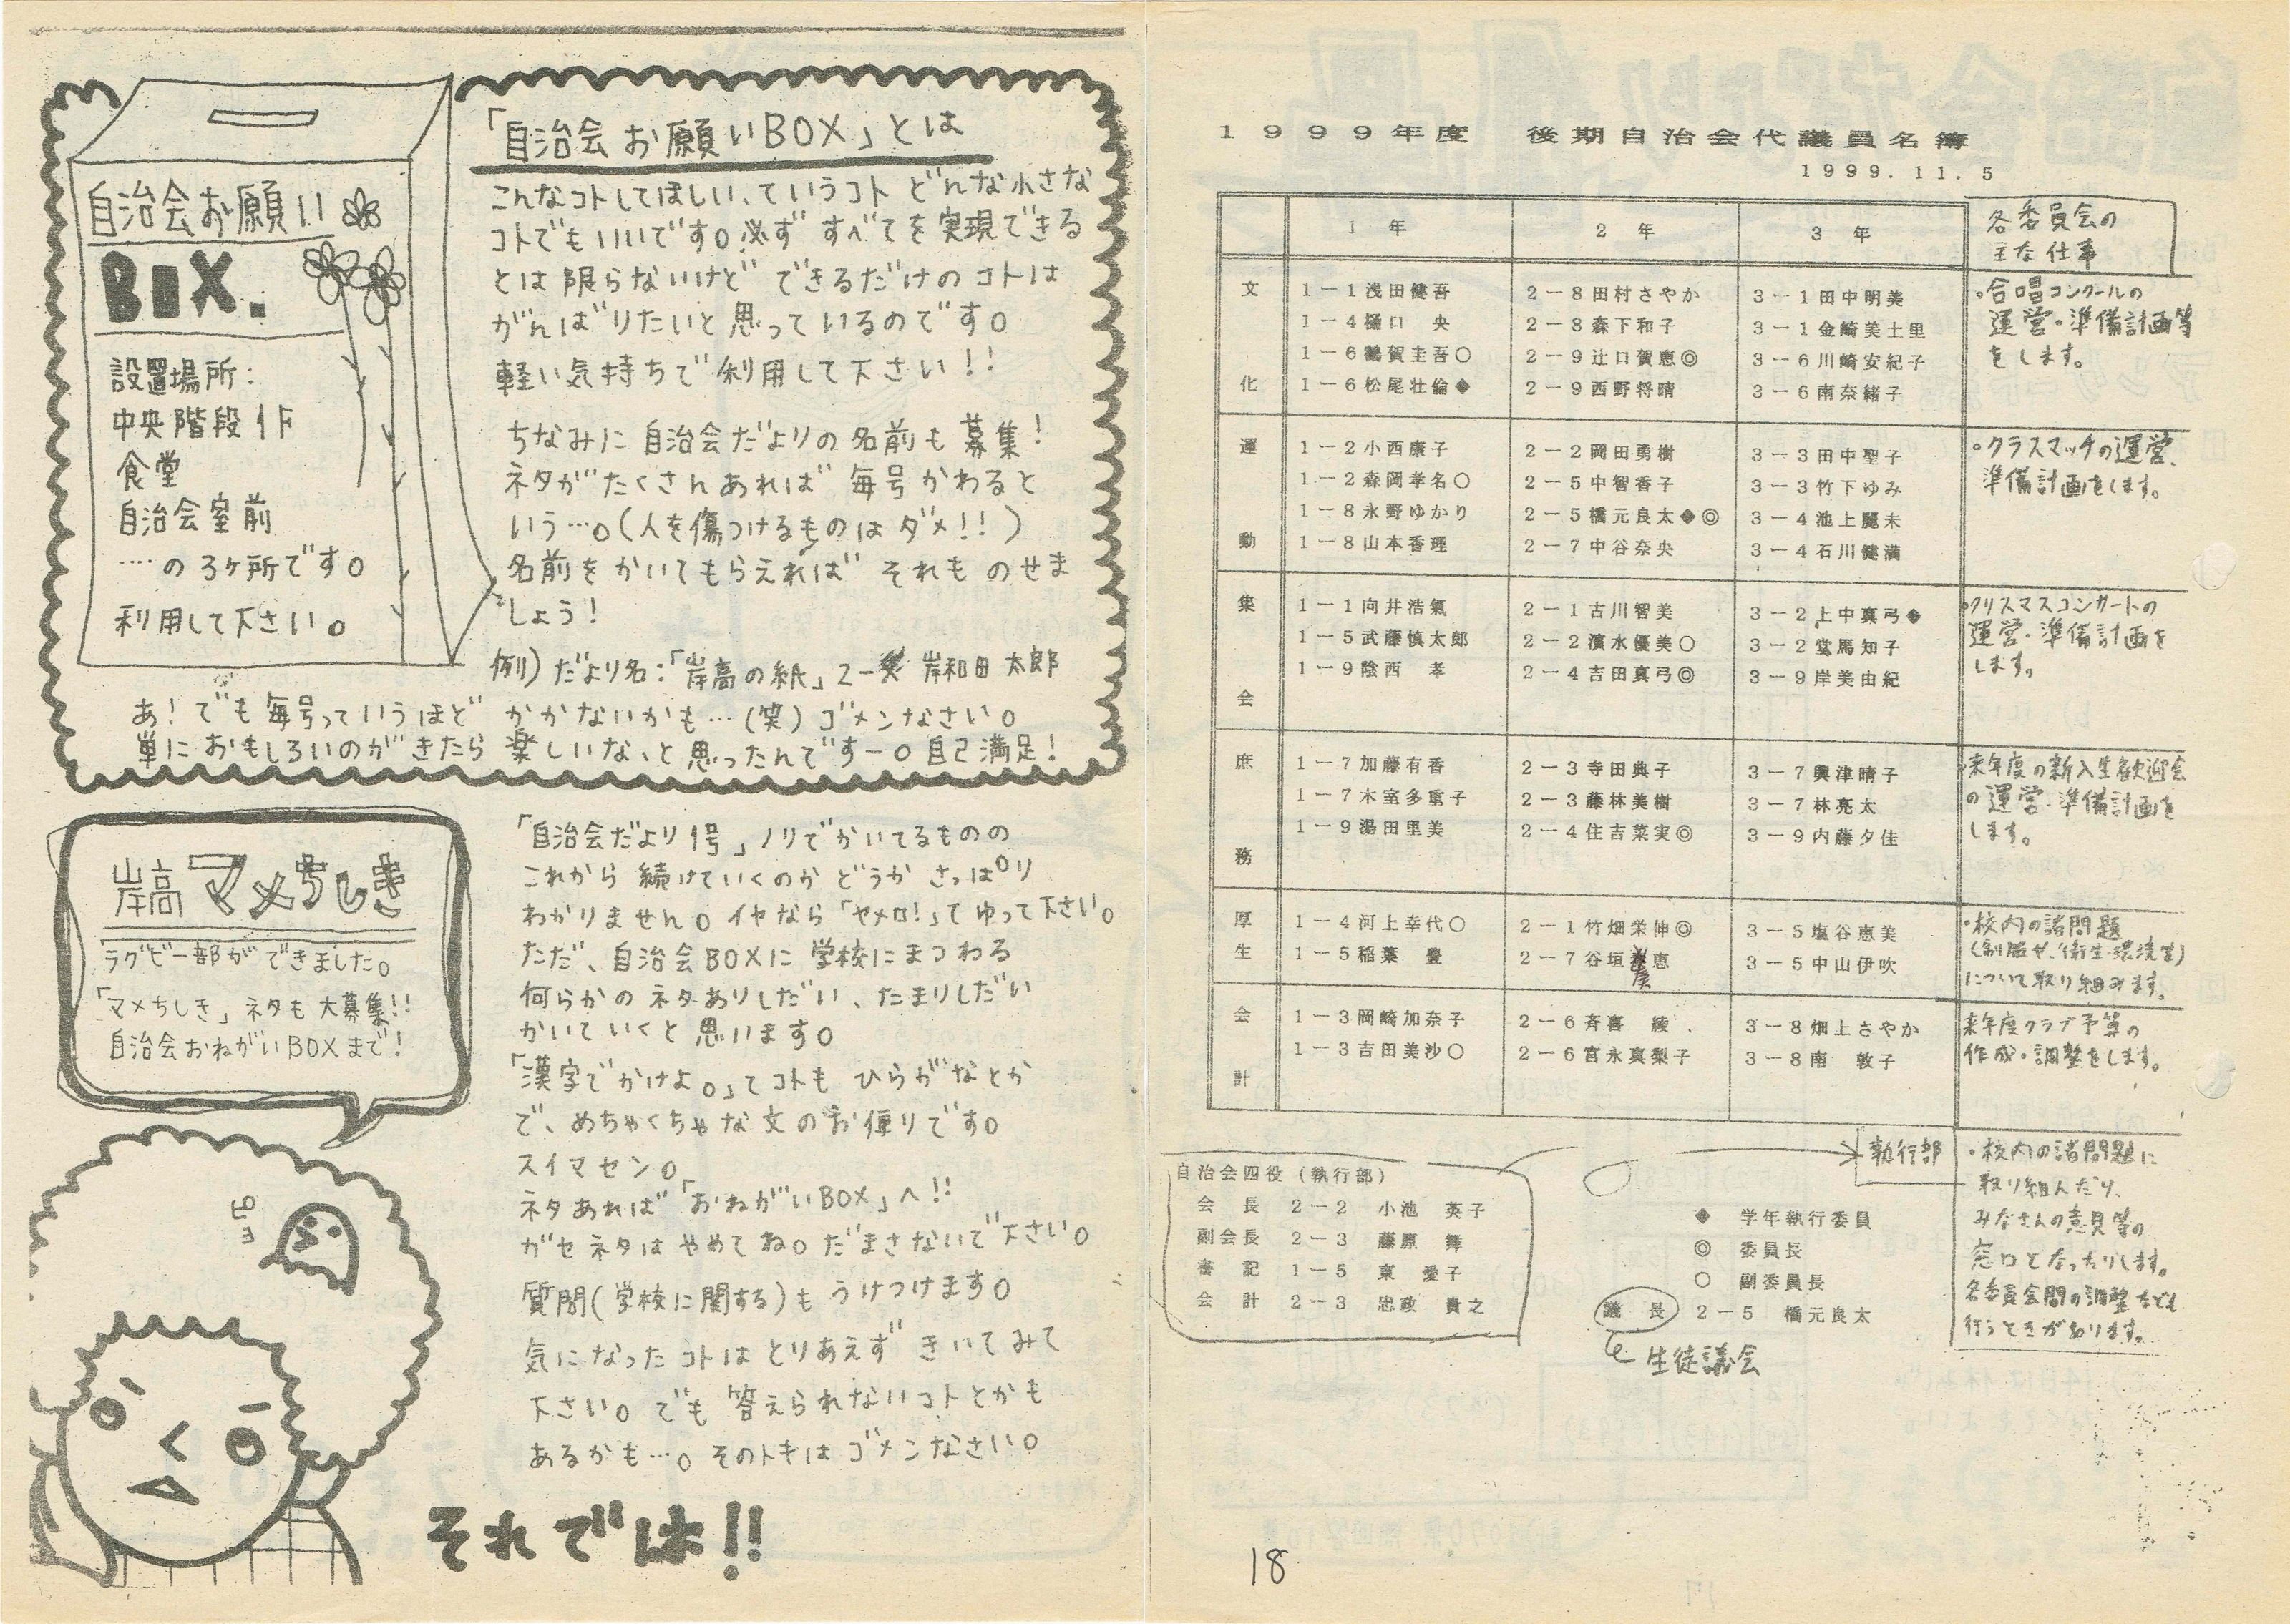 自治会お願い
BOX.
設置場所:
中央階段1F
食堂
自治会室前
…の3ヶ所です。
利用して下さい。
「自治会お願いBOX」とは
こんなコトしてほしい、ていうコト どんな小さな
コトでもいいです。必ず すべてを実現できる
とは限らないけど できるだけのコトは
がんばりたいと思っているのです。
軽い気持ちで利用して下さい!!
ちなみに 自治会だよりの名前も募集!
ネタがたくさんあれば 毎号かわると
いう…。(人を傷つけるものはダメ!!)
名前をかいてもらえれば それも のせま
しょう!
例) だより名:「岸高の紙」2- 岸和田 太郎
あ! でも 毎号っていうほど かかないかも…(笑) ゴメンなさい。
単におもしろいのがきたら 楽しいな、と思ったんですー。自己満足!
岸高マメちしき
ラグビー部ができました。
「マメちしき」ネタも大募集!!
自治会おねがいBOXまで!
「自治会だより1号」ノリでかいてるものの
これから 続けていくのか どうか さっぱり
わかりません。イヤなら「ヤメロ!」て ゆって下さい。
ただ、自治会BOXに学校にまつわる
何らかの ネタありしだい、たまりしだい
かいていくと思います。
「漢字でかけよ。」てコトも ひらがなとか
で、めちゃくちゃな文のお便りです。
スイマセン。
ネタあれば「おねがいBOX」へ!!
ガセネタは やめてね。だまさないで下さい。
質問(学校に関する)も うけつけます。
気になったコトは とりあえず きいてみて
下さい。でも 答えられないコトとかも
あるかも…。そのトキは ゴメンなさい。
それでは!!
1999年度 後期自治会代議員名簿
1999.11.5
1年 2年 3年 各委員会の
主な仕事
文化
1-1浅田健吾 2-8田村さやか 3-1田中明美 ・合唱コンクールの
1-4樋口 央 2-8森下和子 3-1金崎美土里 運営・準備計画等
1-6鶴賀圭吾○ 2-9辻口賀恵◎ 3-6川崎安紀子 をします。
1-6松尾壮倫◆ 2-9西野将晴 3-6南奈緒子
運動
1-2小西康子 2-2岡田勇樹 3-3田中聖子 ・クラスマッチの運営、
1-2森岡孝名○ 2-5中智香子 3-3竹下ゆみ 準備計画をします。
1-8永野ゆかり 2-5橋元良太◆◎ 3-4池上麗未
1-8山本香理 2-7中谷奈央 3-4石川健満
集会
1-1向井浩氣 2-1古川智美 3-2上中真弓◆ ・クリスマスコンサートの
1-5武藤慎太郎 2-2濱水優美○ 3-2堂馬知子 運営・準備計画を
1-9陰西 孝 2-4吉田真弓◎ 3-9岸美由紀 します。
庶務
1-7加藤有香 2-3寺田典子 3-7興津晴子 ・来年度の新入生歓迎会
1-7木室多重子 2-3藤林美樹 3-7林亮太 の運営・準備計画を
1-9湯田里美 2-4住吉菜実◎ 3-9内藤夕佳 します。
厚生
1-4河上幸代○ 2-1竹畑栄伸◎ 3-5塩谷恵美 ・校内の諸問題
1-5稲葉 豊 2-7谷垣 恵 3-5中山伊吹 (制服や、衛生・環境等)
について取り組みます。
会計
1-3岡崎加奈子 2-6斉喜 綾 3-8畑上さやか 来年度クラブ予算の
1-3吉田美沙○ 2-6富永真梨子 3-8南 敦子 作成・調整をします。
自治会四役(執行部)
会長 2-2 小池 英子
副会長 2-3 藤原 舞
書記 1-5 東 愛子
会計 2-3 忠政 貴之
◆ 学年執行委員
◎ 委員長
○ 副委員長
議長 2-5 橋元良太
生徒議会
執行部
・校内の諸問題に
取り組んだり、
みなさんの意見等の
窓口となったりします。
各委員会間の調整なども
行うときがあります。
18